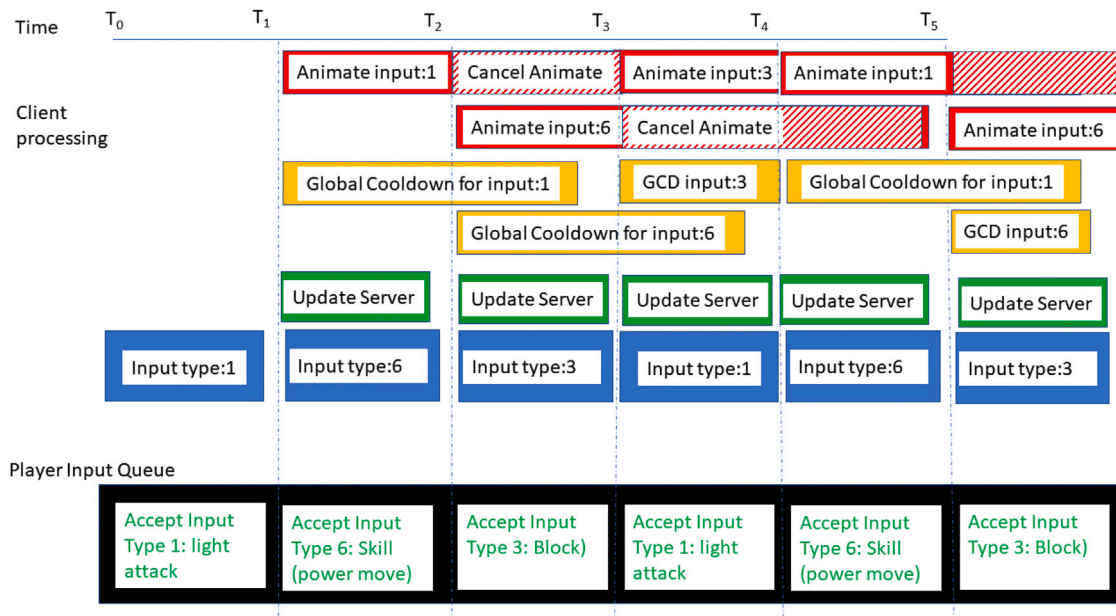 T0 T1 T2 T3 T4 T5
Time
Animate input:1 Cancel Animate Animate input:3 Animate input:1
Client
processing
Animate input:6 Cancel Animate Animate input:6
Global Cooldown for input:1 GCD input:3 Global Cooldown for input:1
Global Cooldown for input:6 GCD input:6
Update Server Update Server Update Server Update Server Update Server
Input type:1 Input type:6 Input type:3 Input type:1 Input type:6 Input type:3
Player Input Queue
Accept Input
Type 1: light
attack
Accept Input
Type 6: Skill
(power move)
Accept Input
Type 3: Block)
Accept Input
Type 1: light
attack
Accept Input
Type 6: Skill
(power move)
Accept Input
Type 3: Block)